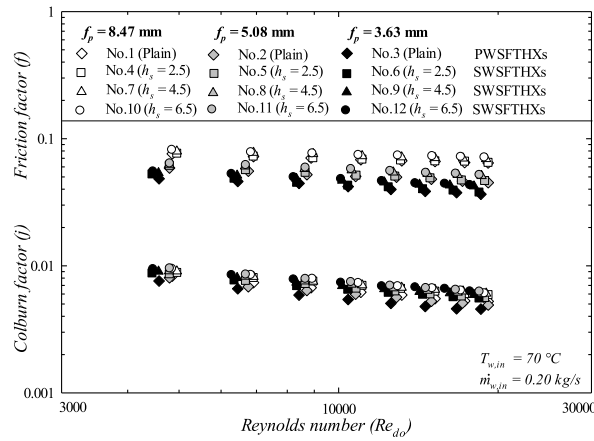 1
f_p = 8.47 mm f_p = 5.08 mm f_p = 3.63 mm
No.1 (Plain) No.2 (Plain) No.3 (Plain) PWSFTHXs
No.4 (h_s = 2.5) No.5 (h_s = 2.5) No.6 (h_s = 2.5) SWSFTHXs
No.7 (h_s = 4.5) No.8 (h_s = 4.5) No.9 (h_s = 4.5) SWSFTHXs
No.10 (h_s = 6.5) No.11 (h_s = 6.5) No.12 (h_s = 6.5) SWSFTHXs
Friction factor (f)
0.1
0.01
Colburn factor (j)
T_w,in = 70 °C
ṁ_w,in = 0.20 kg/s
0.001
3000 10000 30000
Reynolds number (Re_do)